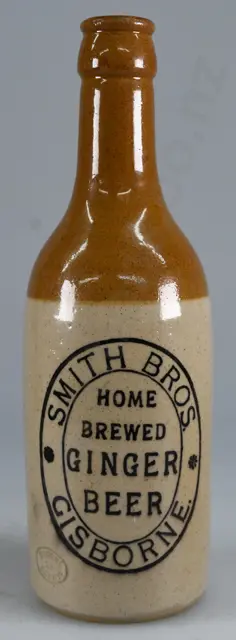 SMITH BROS.
HOME
BREWED
GINGER
BEER
GISBORNE.